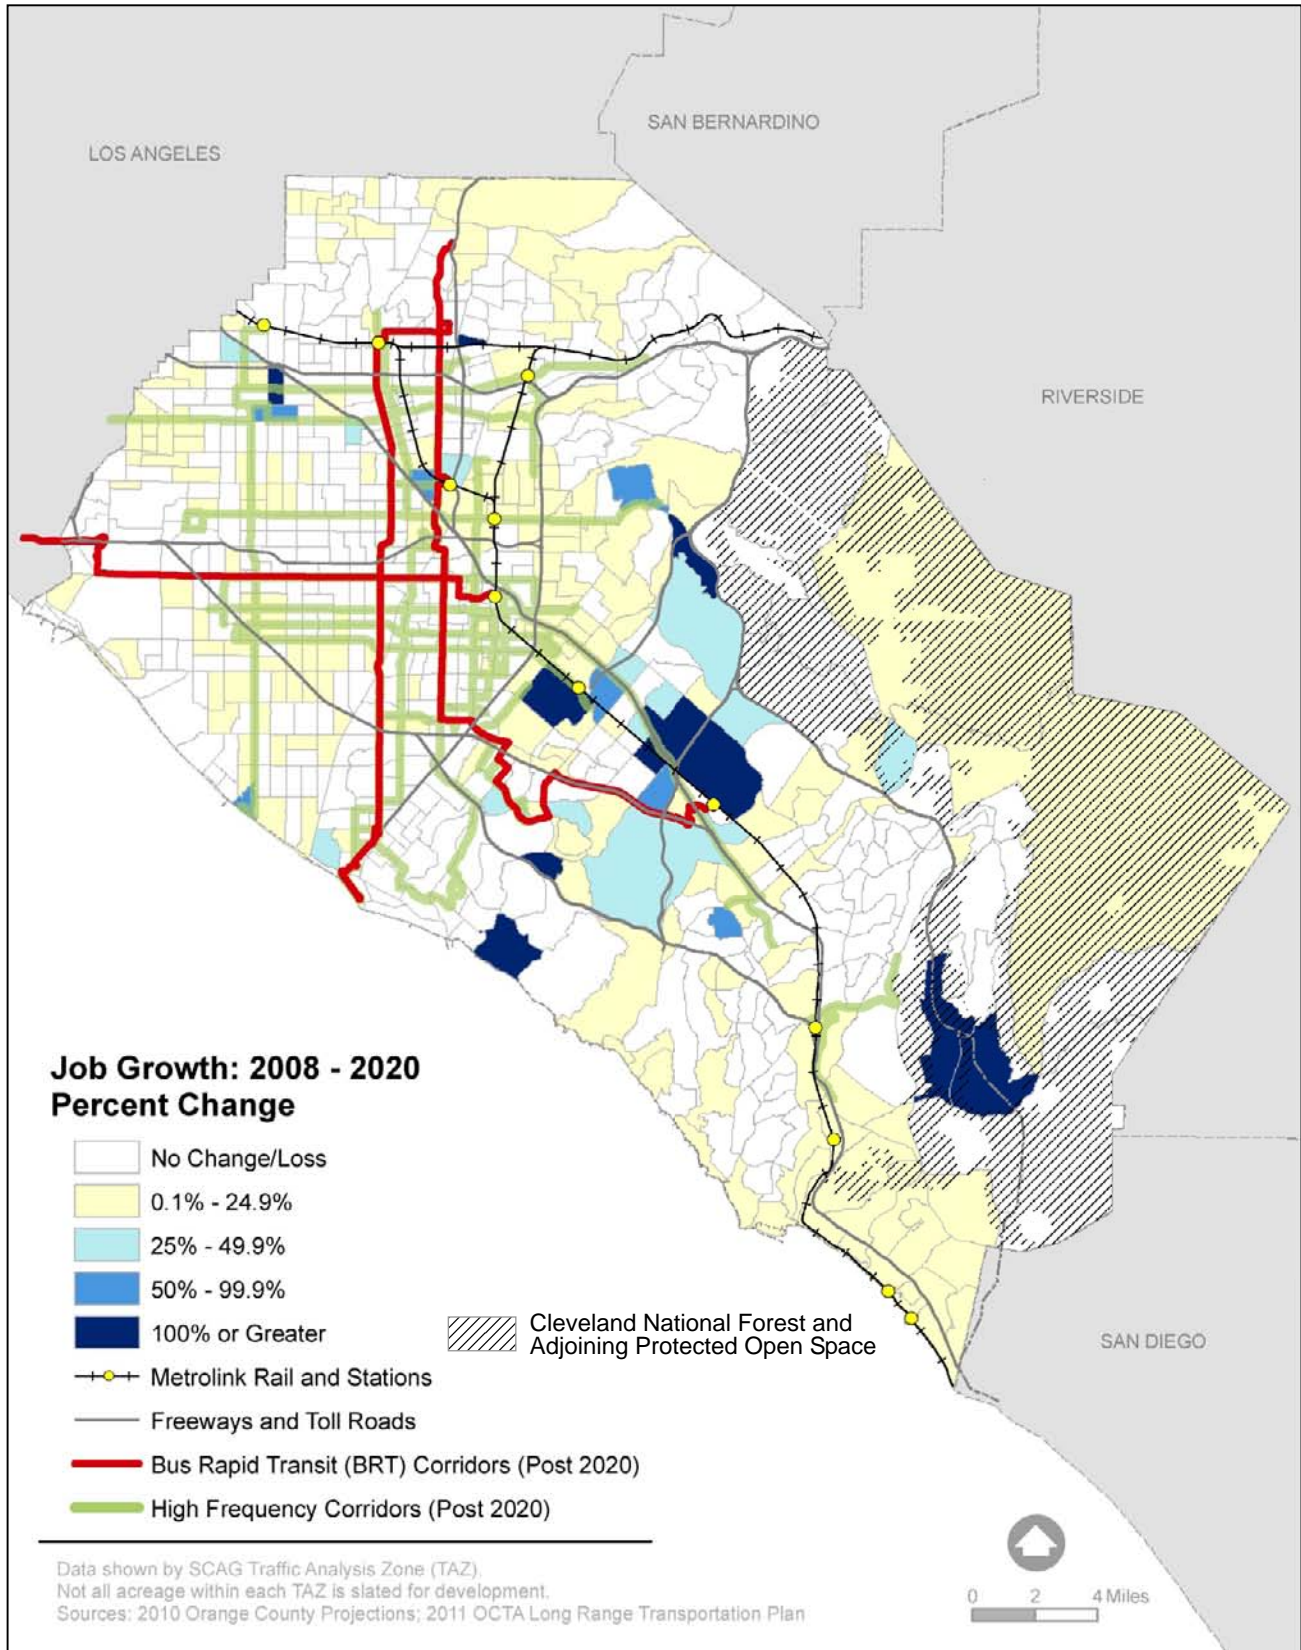 SAN BERNARDINO
LOS ANGELES
RIVERSIDE
Job Growth: 2008 - 2020
Percent Change
No Change/Loss
0.1% - 24.9%
25% - 49.9%
50% - 99.9%
100% or Greater
Cleveland National Forest and
Adjoining Protected Open Space
SAN DIEGO
Metrolink Rail and Stations
Freeways and Toll Roads
Bus Rapid Transit (BRT) Corridors (Post 2020)
High Frequency Corridors (Post 2020)
Data shown by SCAG Traffic Analysis Zone (TAZ).
Not all acreage within each TAZ is slated for development.
Sources: 2010 Orange County Projections; 2011 OCTA Long Range Transportation Plan
0 2 4 Miles